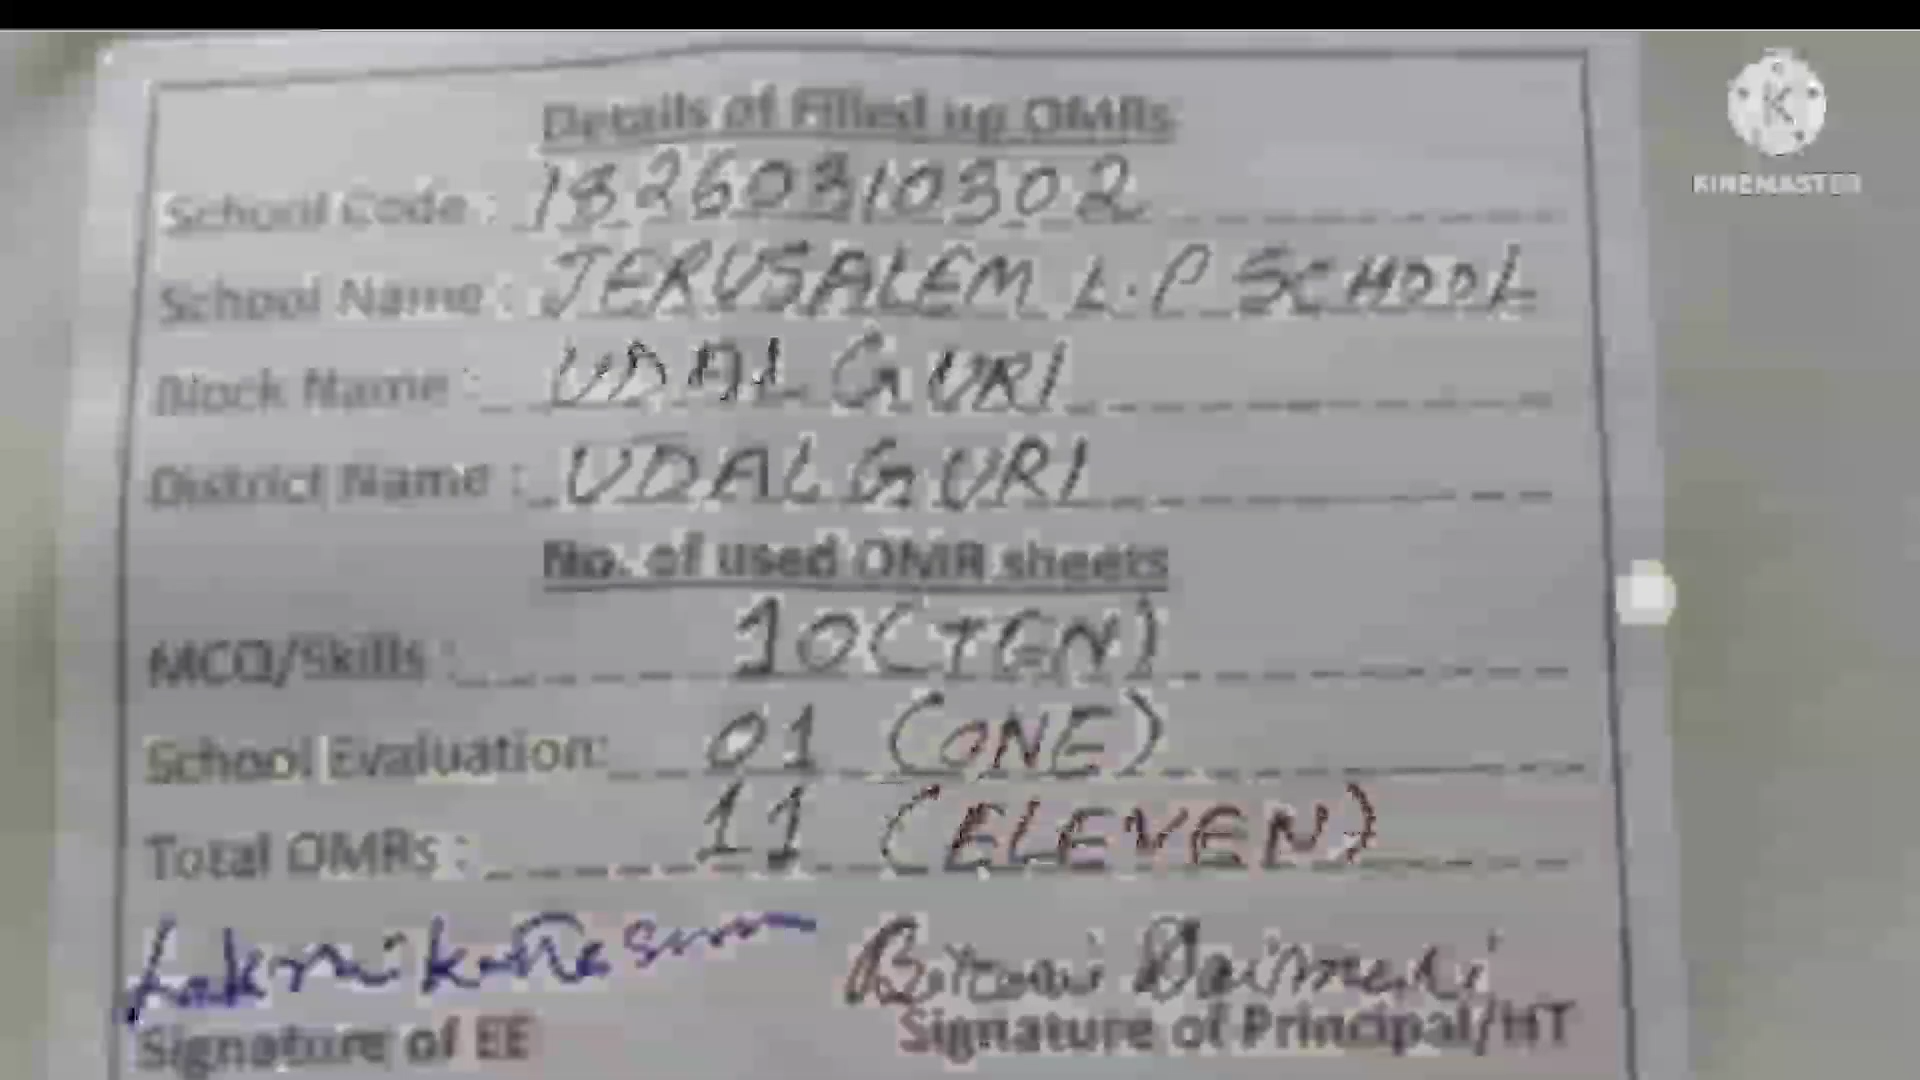 Details of Filled up OMRs
School Code : 18260310302
School Name : JERUSALEM L.P SCHOOL
Block Name : UDALGURI
District Name : UDALGURI
No. of used OMR sheets
MCQ/Skills : 10 (TEN)
School Evaluation: 01 (ONE)
Total OMRs : 11 (ELEVEN)
Daimari
Signature of EE
Signature of Principal/HT
KINEMASTER